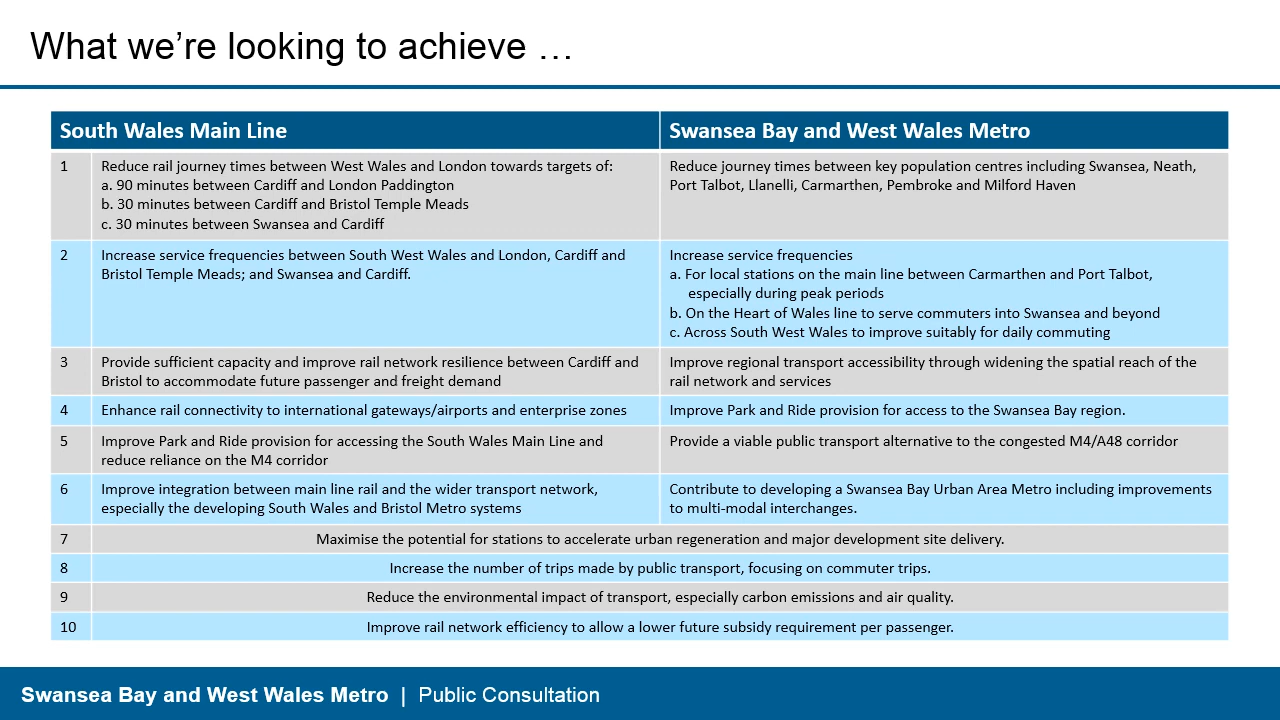 What we’re looking to achieve …
South Wales Main Line
Swansea Bay and West Wales Metro
1
Reduce rail journey times between West Wales and London towards targets of:
a. 90 minutes between Cardiff and London Paddington
b. 30 minutes between Cardiff and Bristol Temple Meads
c. 30 minutes between Swansea and Cardiff
Reduce journey times between key population centres including Swansea, Neath,
Port Talbot, Llanelli, Carmarthen, Pembroke and Milford Haven
2
Increase service frequencies between South West Wales and London, Cardiff and
Bristol Temple Meads; and Swansea and Cardiff.
Increase service frequencies
a. For local stations on the main line between Carmarthen and Port Talbot,
especially during peak periods
b. On the Heart of Wales line to serve commuters into Swansea and beyond
c. Across South West Wales to improve suitably for daily commuting
3
Provide sufficient capacity and improve rail network resilience between Cardiff and
Bristol to accommodate future passenger and freight demand
Improve regional transport accessibility through widening the spatial reach of the
rail network and services
4
Enhance rail connectivity to international gateways/airports and enterprise zones
Improve Park and Ride provision for access to the Swansea Bay region.
5
Improve Park and Ride provision for accessing the South Wales Main Line and
reduce reliance on the M4 corridor
Provide a viable public transport alternative to the congested M4/A48 corridor
6
Improve integration between main line rail and the wider transport network,
especially the developing South Wales and Bristol Metro systems
Contribute to developing a Swansea Bay Urban Area Metro including improvements
to multi-modal interchanges.
7
Maximise the potential for stations to accelerate urban regeneration and major development site delivery.
8
Increase the number of trips made by public transport, focusing on commuter trips.
9
Reduce the environmental impact of transport, especially carbon emissions and air quality.
10
Improve rail network efficiency to allow a lower future subsidy requirement per passenger.
Swansea Bay and West Wales Metro | Public Consultation